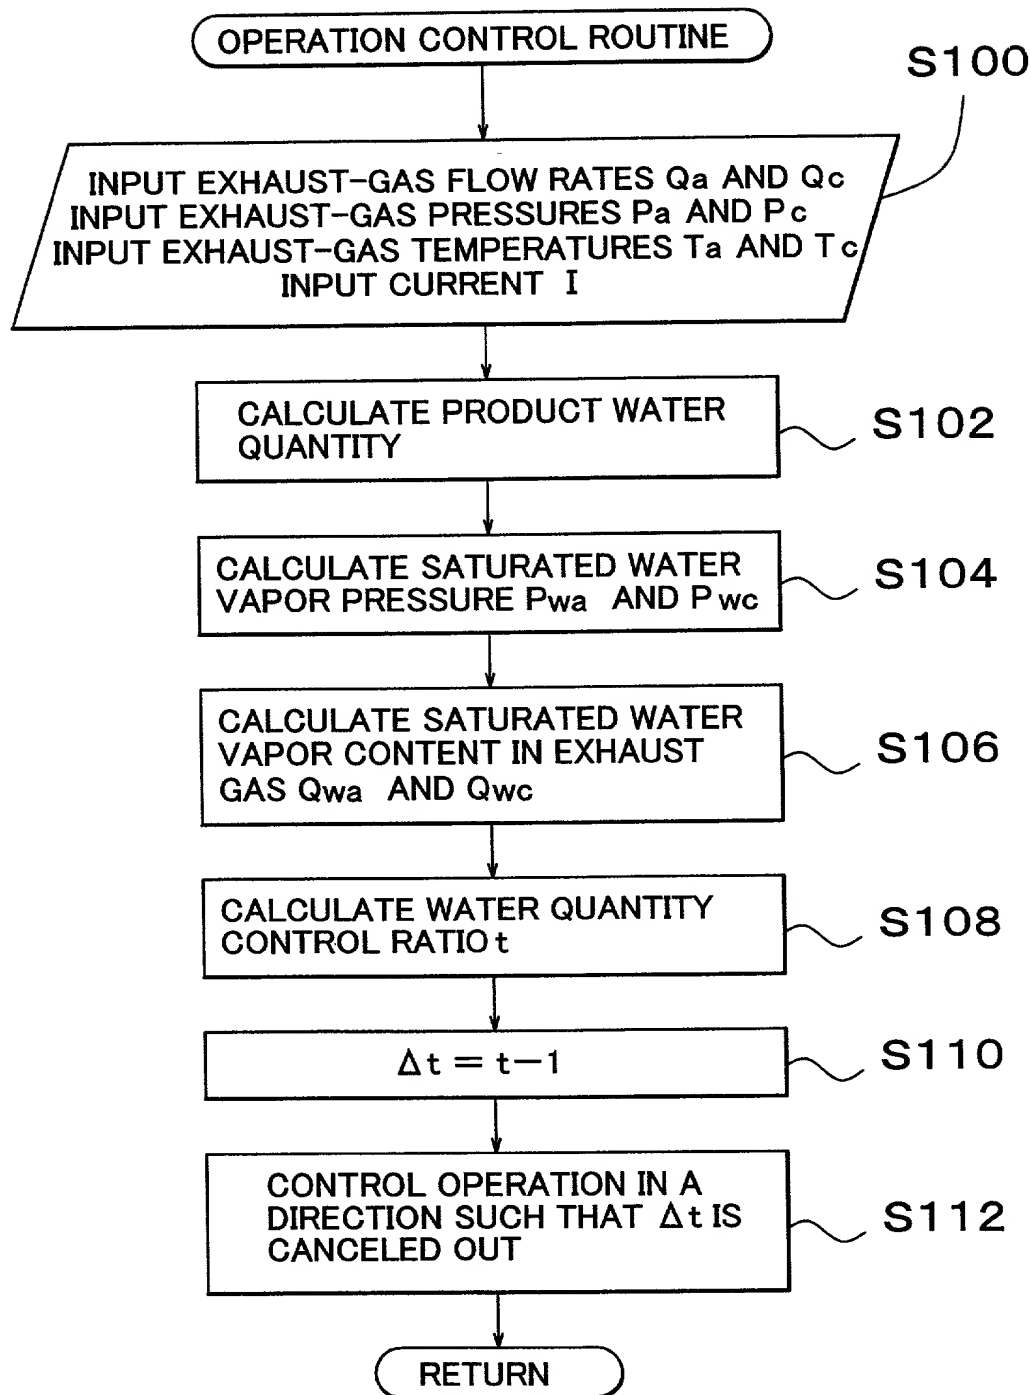 OPERATION CONTROL ROUTINE
S100
INPUT EXHAUST-GAS FLOW RATES Qa AND Qc
INPUT EXHAUST-GAS PRESSURES Pa AND Pc
INPUT EXHAUST-GAS TEMPERATURES Ta AND Tc
INPUT CURRENT I
CALCULATE PRODUCT WATER
QUANTITY
S102
CALCULATE SATURATED WATER
VAPOR PRESSURE Pwa AND Pwc
S104
CALCULATE SATURATED WATER
VAPOR CONTENT IN EXHAUST
GAS Qwa AND Qwc
S106
CALCULATE WATER QUANTITY
CONTROL RATIO t
S108
Δt = t-1
S110
CONTROL OPERATION IN A
DIRECTION SUCH THAT Δt IS
CANCELED OUT
S112
RETURN